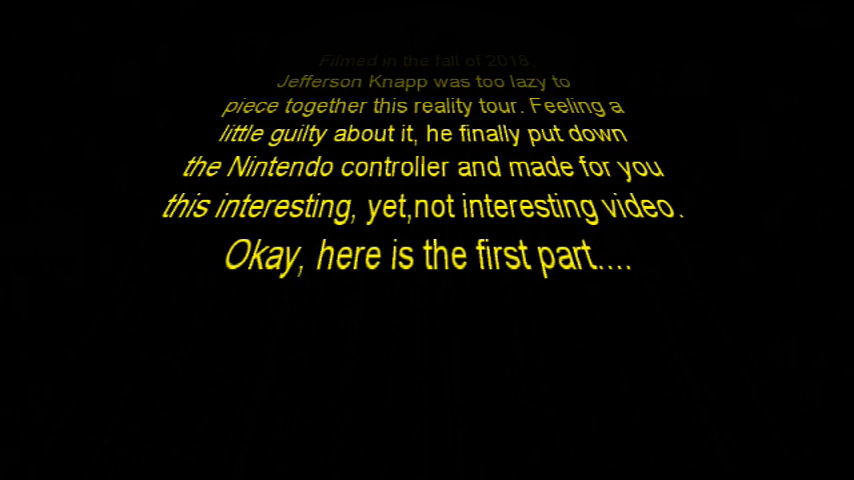 Filmed in the fall of 2018,
Jefferson Knapp was too lazy to
piece together this reality tour. Feeling a
little guilty about it, he finally put down
the Nintendo controller and made for you
this interesting, yet,not interesting video.
Okay, here is the first part....